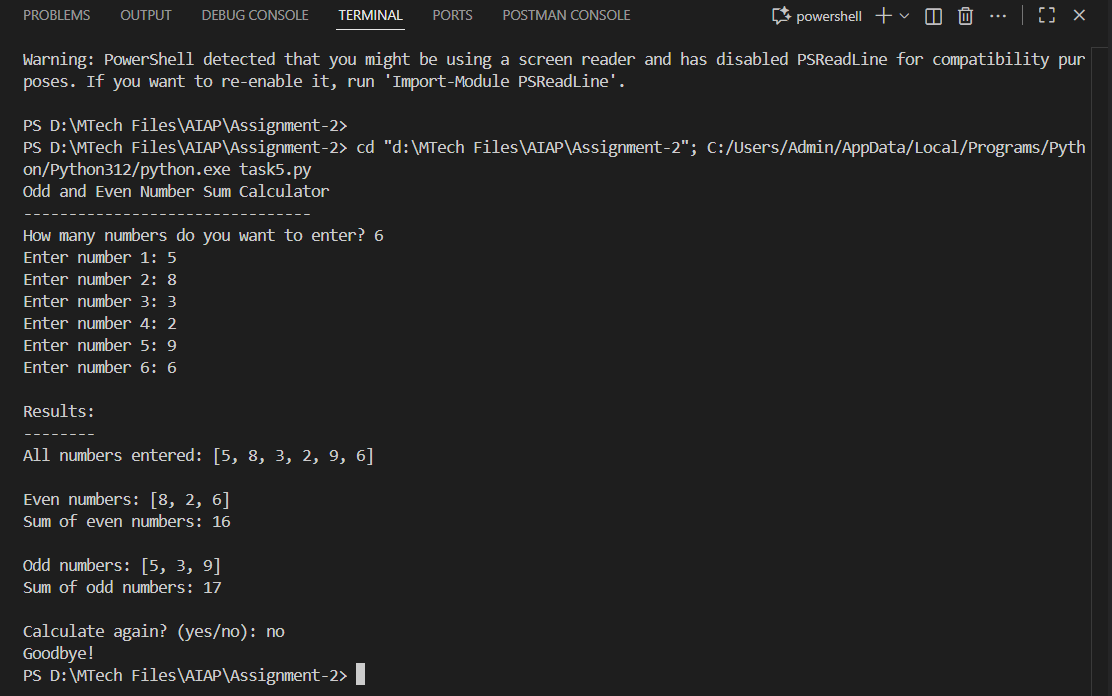 PROBLEMS OUTPUT DEBUG CONSOLE TERMINAL PORTS POSTMAN CONSOLE powershell
Warning: PowerShell detected that you might be using a screen reader and has disabled PSReadLine for compatibility pur
poses. If you want to re-enable it, run 'Import-Module PSReadLine'.
PS D:\MTech Files\AIAP\Assignment-2>
PS D:\MTech Files\AIAP\Assignment-2> cd "d:\MTech Files\AIAP\Assignment-2"; C:/Users/Admin/AppData/Local/Programs/Pyth
on/Python312/python.exe task5.py
Odd and Even Number Sum Calculator
--------------------------------
How many numbers do you want to enter? 6
Enter number 1: 5
Enter number 2: 8
Enter number 3: 3
Enter number 4: 2
Enter number 5: 9
Enter number 6: 6
Results:
--------
All numbers entered: [5, 8, 3, 2, 9, 6]
Even numbers: [8, 2, 6]
Sum of even numbers: 16
Odd numbers: [5, 3, 9]
Sum of odd numbers: 17
Calculate again? (yes/no): no
Goodbye!
PS D:\MTech Files\AIAP\Assignment-2>